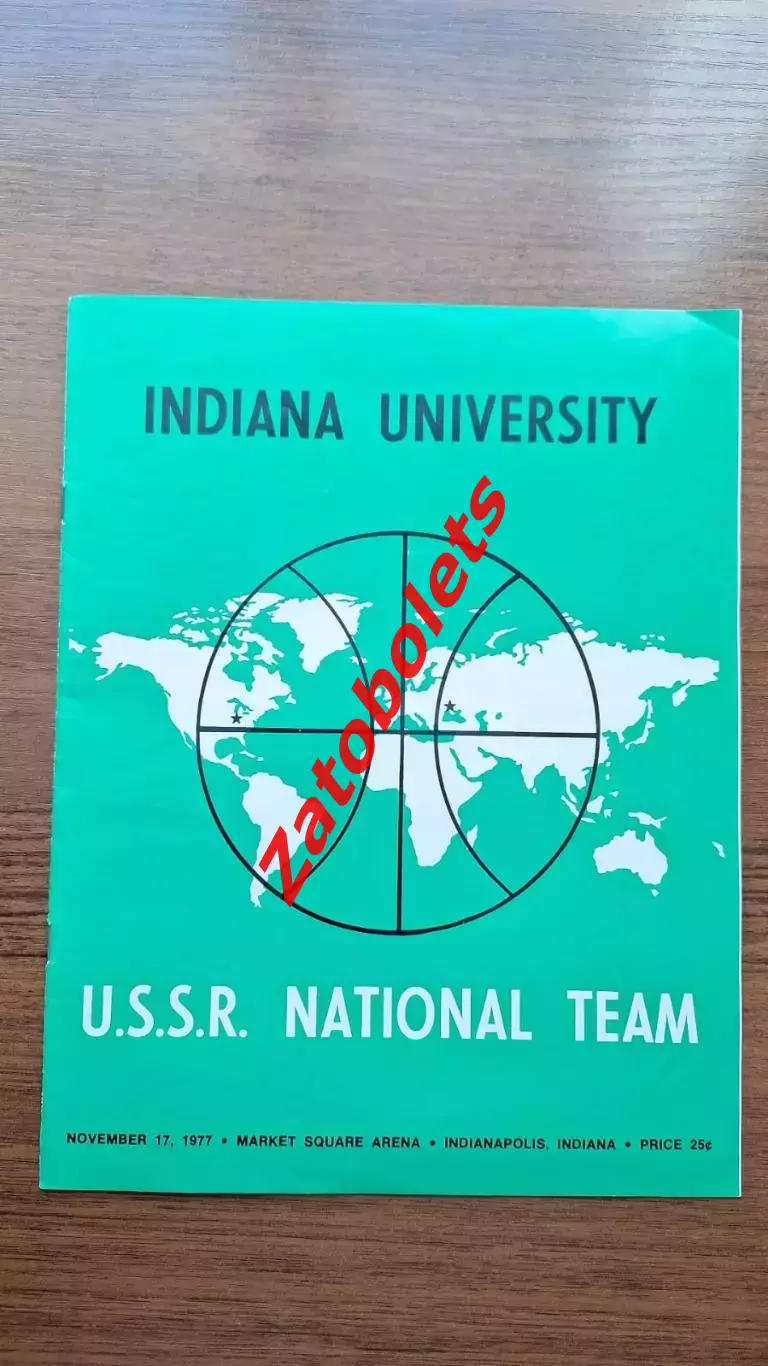 INDIANA UNIVERSITY
Zatobolets
U.S.S.R. NATIONAL TEAM
NOVEMBER 17, 1977 • MARKET SQUARE ARENA • INDIANAPOLIS, INDIANA • PRICE 25¢